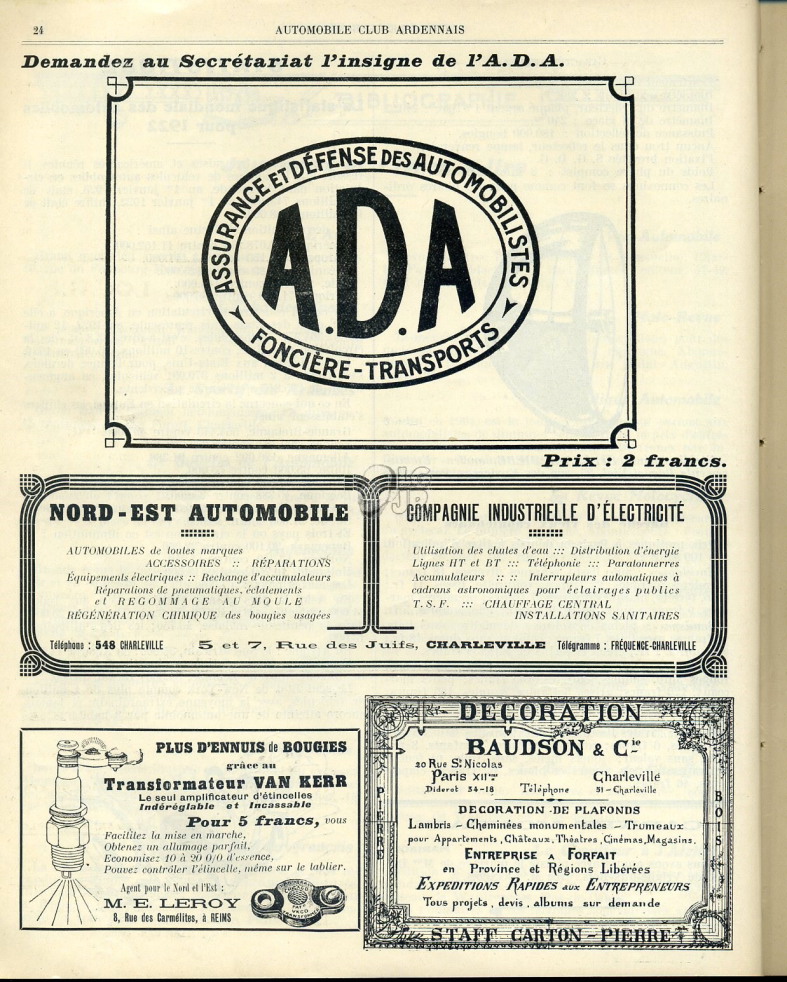 24
AUTOMOBILE CLUB ARDENNAIS
Demandez au Secrétariat l'insigne de l'A.D.A.
ASSURANCE ET DÉFENSE DES AUTOMOBILISTES
A.D.A
FONCIÈRE-TRANSPORTS
Prix : 2 francs.
NORD-EST AUTOMOBILE
AUTOMOBILES de toutes marques
ACCESSOIRES :: RÉPARATIONS
Équipements électriques :: Rechange d'accumulateurs
Réparations de pneumatiques, éclatements
et REGOMMAGE AU MOULE
RÉGÉNÉRATION CHIMIQUE des bougies usagées
COMPAGNIE INDUSTRIELLE D'ÉLECTRICITÉ
Utilisation des chutes d'eau ::: Distribution d'énergie
Lignes HT et BT ::: Téléphonie ::: Paratonnerres
Accumulateurs :: :: Interrupteurs automatiques à
cadrans astronomiques pour éclairages publics
T.S.F. ::: CHAUFFAGE CENTRAL
INSTALLATIONS SANITAIRES
Téléphone : 548 CHARLEVILLE 5 et 7, Rue des Juifs, CHARLEVILLE Télégramme : FRÉQUENCE-CHARLEVILLE
PLUS D'ENNUIS de BOUGIES
grâce au
Transformateur VAN KERR
Le seul amplificateur d'étincelles
Indéréglable et Incassable
Pour 5 francs, vous
Facilitez la mise en marche,
Obtenez un allumage parfait,
Economisez 10 à 20 0/0 d'essence,
Pouvez contrôler l'étincelle, même sur le tablier.
Agent pour le Nord et l'Est :
M. E. LEROY
8, Rue des Carmélites, à REIMS
DECORATION
BAUDSON & Cie
20 Rue St Nicolas
Paris XIIme Charleville
Diderot 34-18 Téléphone 51-Charleville
DECORATION DE PLAFONDS
Lambris - Cheminées monumentales - Trumeaux
pour Appartements, Châteaux, Théatres, Cinémas, Magasins.
ENTREPRISE A FORFAIT
en Province et Régions Libérées
EXPEDITIONS RAPIDES AUX ENTREPRENEURS
Tous projets, devis, albums sur demande
PIERRE
BOIS
STAFF CARTON-PIERRE